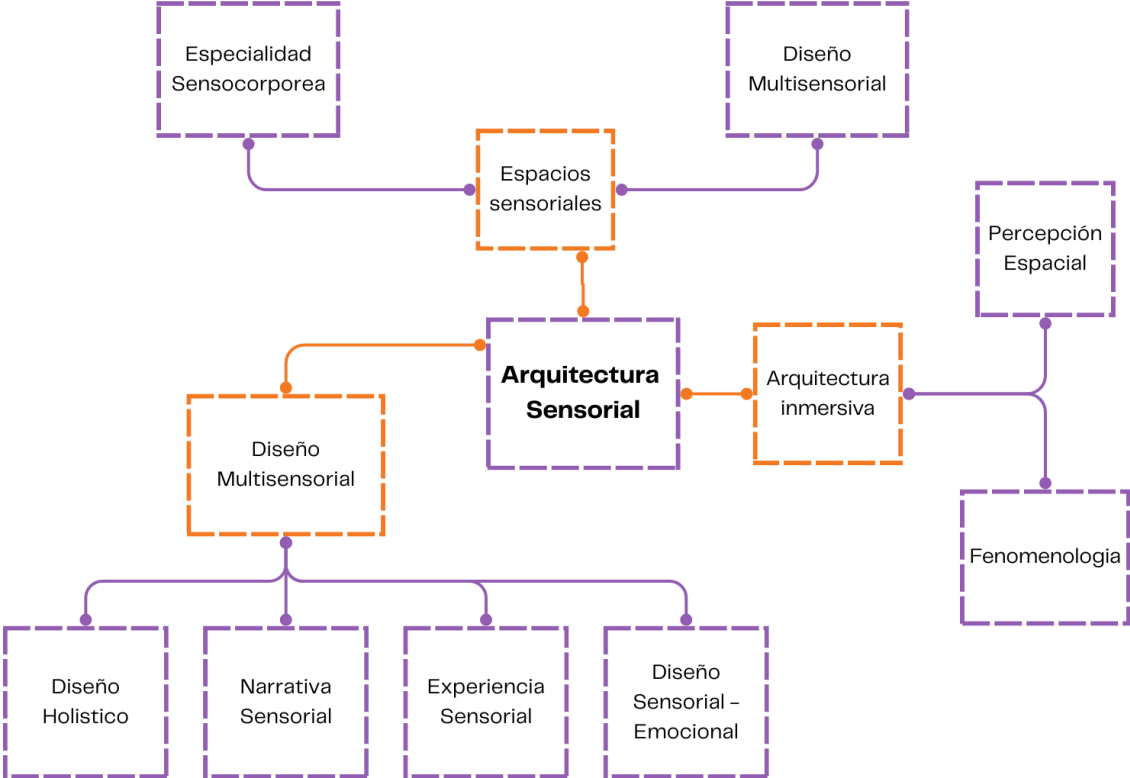 Especialidad
Sensocorporea
Diseño
Multisensorial
Espacios
sensoriales
Percepción
Espacial
Arquitectura
Sensorial
Arquitectura
inmersiva
Diseño
Multisensorial
Fenomenologia
Diseño
Holistico
Narrativa
Sensorial
Experiencia
Sensorial
Diseño
Sensorial -
Emocional